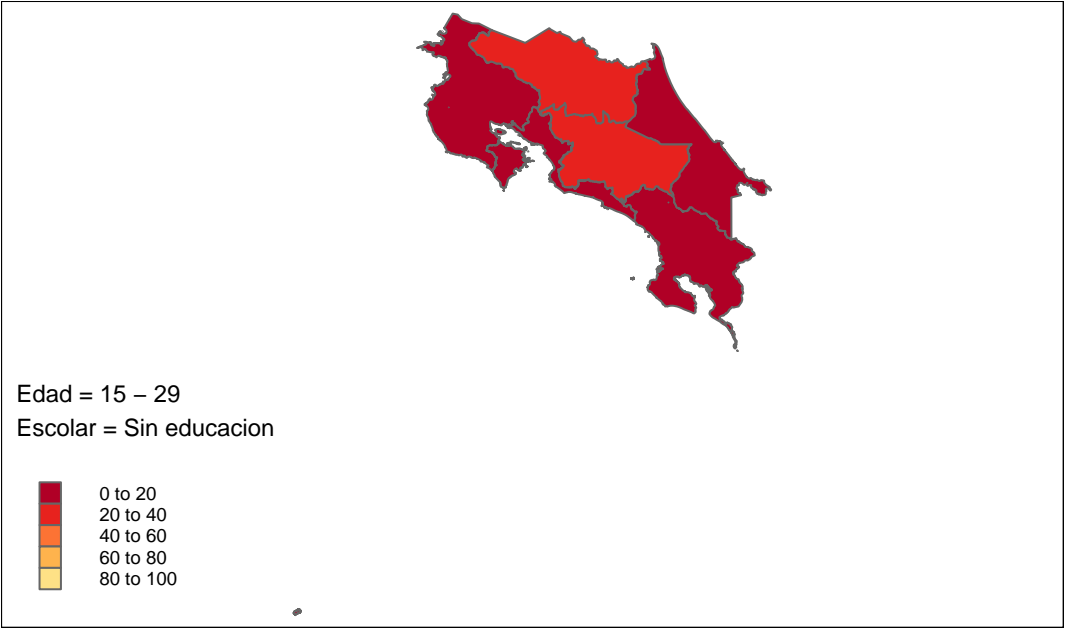 Edad = 15 − 29
Escolar = Sin educacion
0 to 20
20 to 40
40 to 60
60 to 80
80 to 100